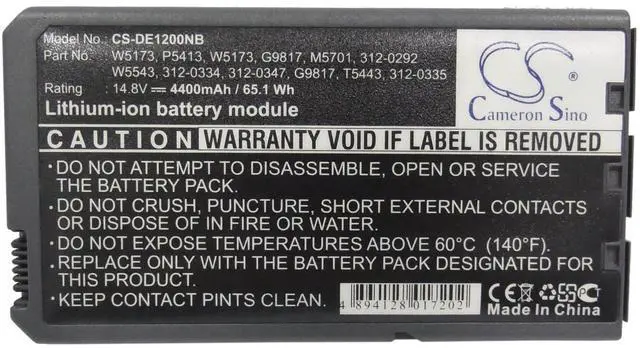 Model No: CS-DE1200NB
Part No: W5173, P5413, W5173, G9817, M5701, 312-0292
W5543, 312-0334, 312-0347, G9817, T5443, 312-0335
Rating : 14.8V⎓ 4400mAh / 65.1 Wh
Lithium-ion battery module
CS
Cameron Sino
CAUTION WARRANTY VOID IF LABEL IS REMOVED
• DO NOT ATTEMPT TO DISASSEMBLE, OPEN OR SERVICE
THE BATTERY PACK.
• DO NOT CRUSH, PUNCTURE, SHORT EXTERNAL CONTACTS
OR DISPOSE OF IN FIRE OR WATER.
• DO NOT EXPOSE TEMPERATURES ABOVE 60°C (140°F).
• REPLACE ONLY WITH THE BATTERY PACK DESIGNATED FOR
THIS COMPUTER.
• KEEP CONTACT PINTS CLEAN.
4 894128 017202
CE